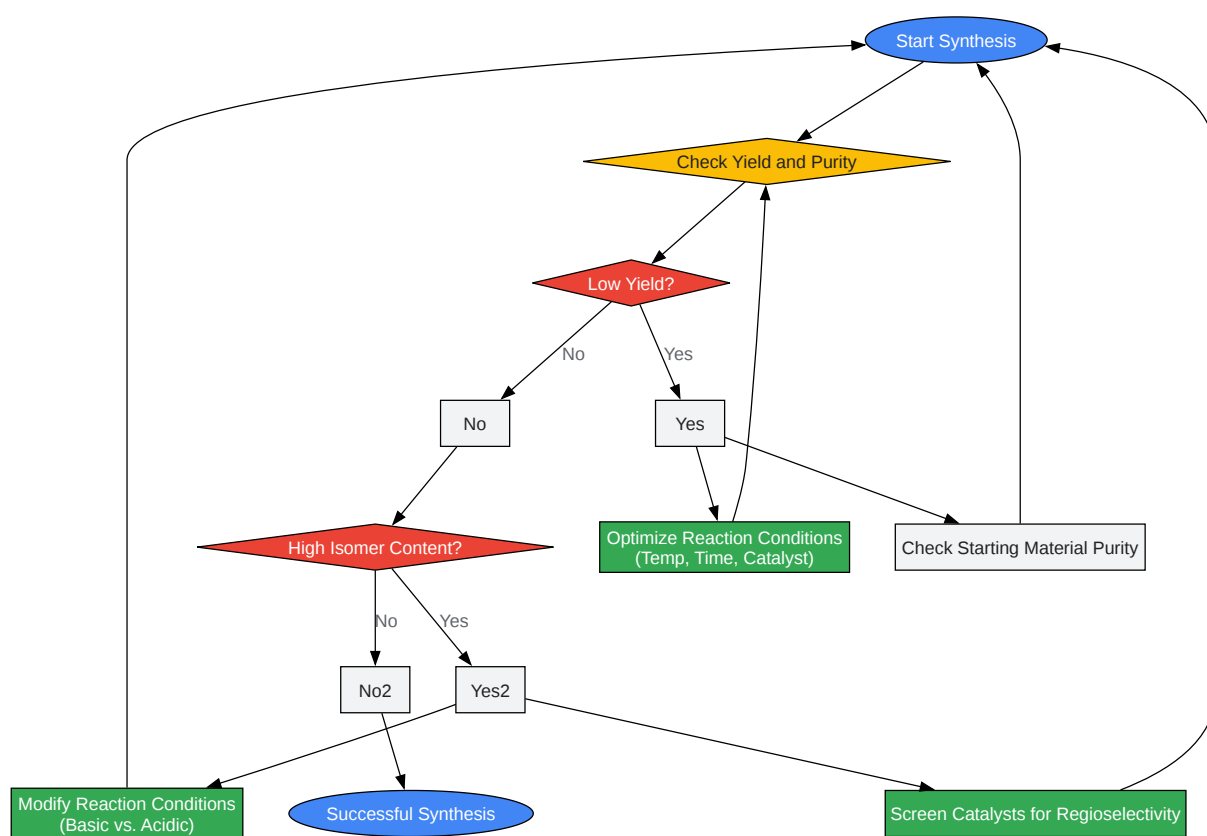 Start Synthesis
Check Yield and Purity
Low Yield?
No
Yes
No
Yes
Optimize Reaction Conditions
(Temp, Time, Catalyst)
Check Starting Material Purity
High Isomer Content?
No
Yes
No2
Yes2
Modify Reaction Conditions
(Basic vs. Acidic)
Successful Synthesis
Screen Catalysts for Regioselectivity